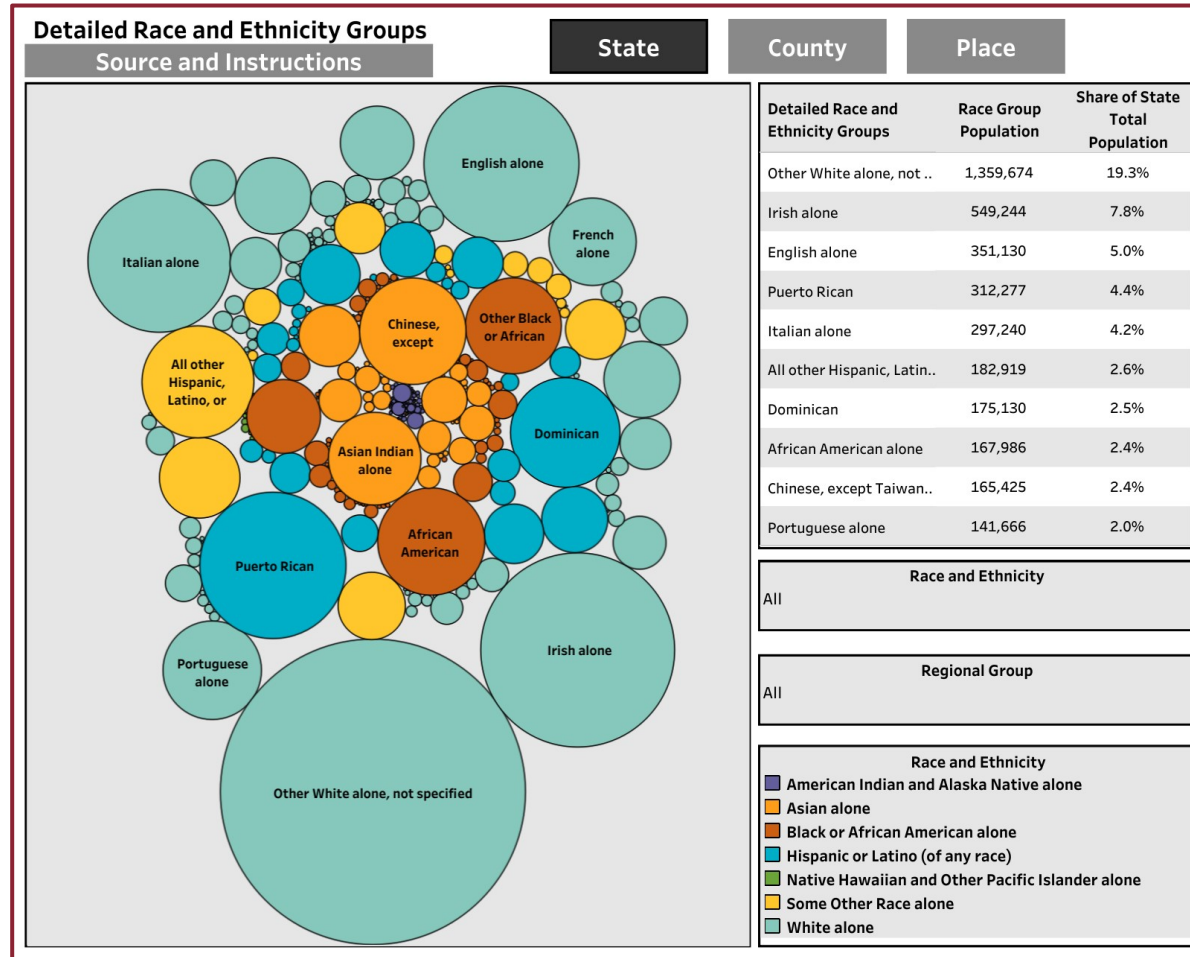 Detailed Race and Ethnicity Groups
Source and Instructions
State
County
Place
English alone
Italian alone
French
alone
Chinese,
except
Other Black
or African
All other
Hispanic,
Latino, or
Dominican
Asian Indian
alone
African
American
Puerto Rican
Irish alone
Portuguese
alone
Other White alone, not specified
Detailed Race and
Ethnicity Groups
Race Group
Population
Share of State
Total
Population
Other White alone, not .. 1,359,674 19.3%
Irish alone 549,244 7.8%
English alone 351,130 5.0%
Puerto Rican 312,277 4.4%
Italian alone 297,240 4.2%
All other Hispanic, Latin.. 182,919 2.6%
Dominican 175,130 2.5%
African American alone 167,986 2.4%
Chinese, except Taiwan.. 165,425 2.4%
Portuguese alone 141,666 2.0%
Race and Ethnicity
All
Regional Group
All
Race and Ethnicity
American Indian and Alaska Native alone
Asian alone
Black or African American alone
Hispanic or Latino (of any race)
Native Hawaiian and Other Pacific Islander alone
Some Other Race alone
White alone